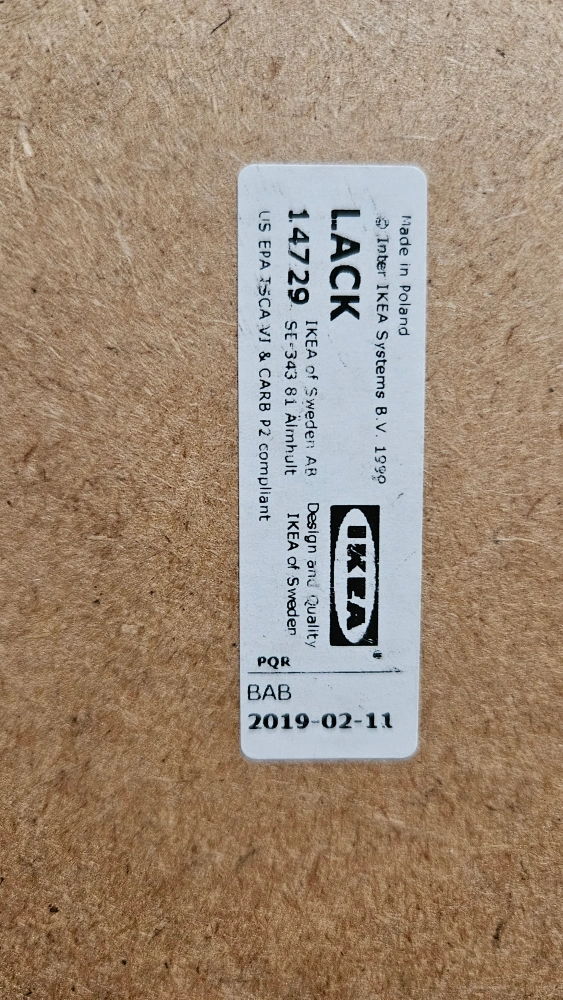 Made in Poland
© Inter IKEA Systems B.V. 1999
LACK
14729
IKEA of Sweden AB
SE-343 81 Älmhult
US EPA TSCA VI & CARB P2 compliant
IKEA®
Design and Quality
IKEA of Sweden
PQR
BAB
2019-02-11